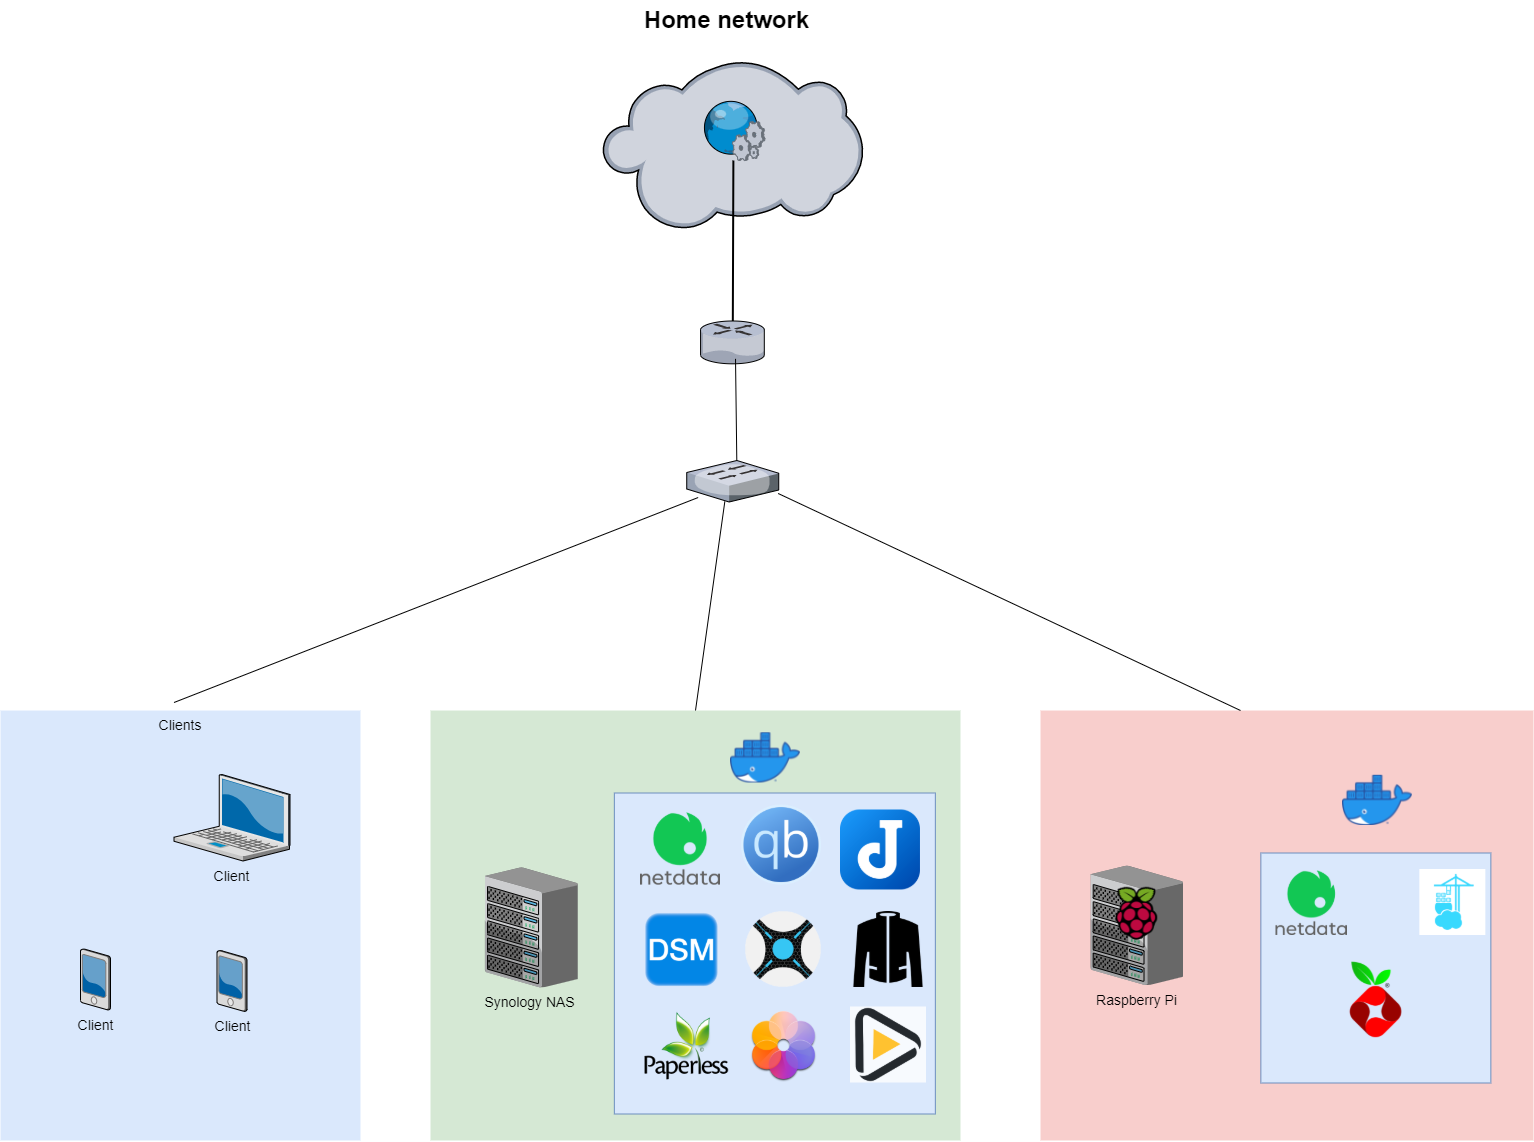 Home network
Clients
Client
Client
Client
Synology NAS
netdata
qb
J
DSM
Paperless
Raspberry Pi
netdata
®